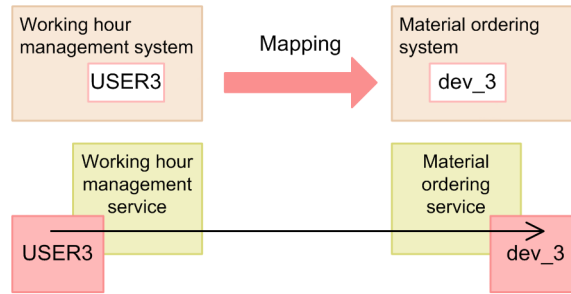 Working hour
management system
USER3
Mapping
Material ordering
system
dev_3
Working hour
management
service
USER3
Material
ordering
service
dev_3